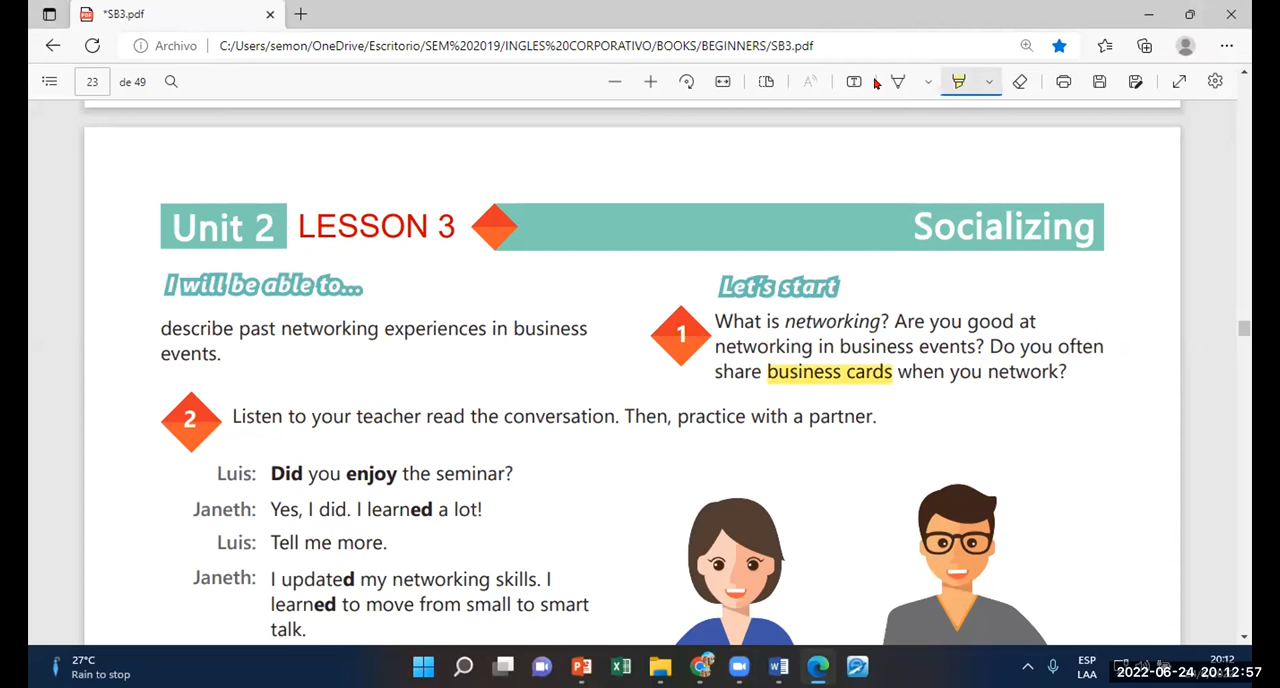 *SB3.pdf
Archivo C:/Users/semon/OneDrive/Escritorio/SEM%202019/INGLES%20CORPORATIVO/BOOKS/BEGINNERS/SB3.pdf
23 de 49
Unit 2 LESSON 3 Socializing
I will be able to...
describe past networking experiences in business
events.
Let's start
1
What is networking? Are you good at
networking in business events? Do you often
share business cards when you network?
2 Listen to your teacher read the conversation. Then, practice with a partner.
Luis: Did you enjoy the seminar?
Janeth: Yes, I did. I learned a lot!
Luis: Tell me more.
Janeth: I updated my networking skills. I
learned to move from small to smart
talk.
27°C
Rain to stop
ESP
LAA
20:12
2022-06-24 20:12:57